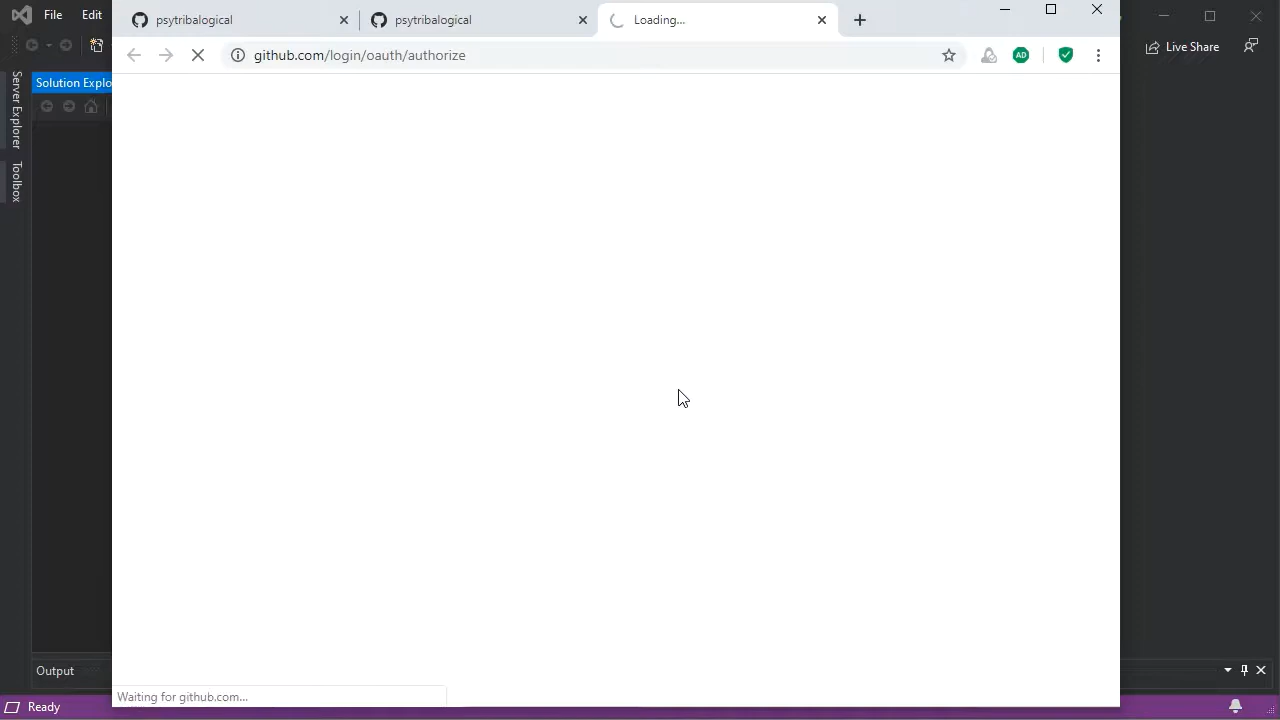 File Edit
psytribalogical
psytribalogical
Loading...
github.com/login/oauth/authorize
AD
Live Share
Solution Explo
Server Explorer
Toolbox
Output
Waiting for github.com...
Ready